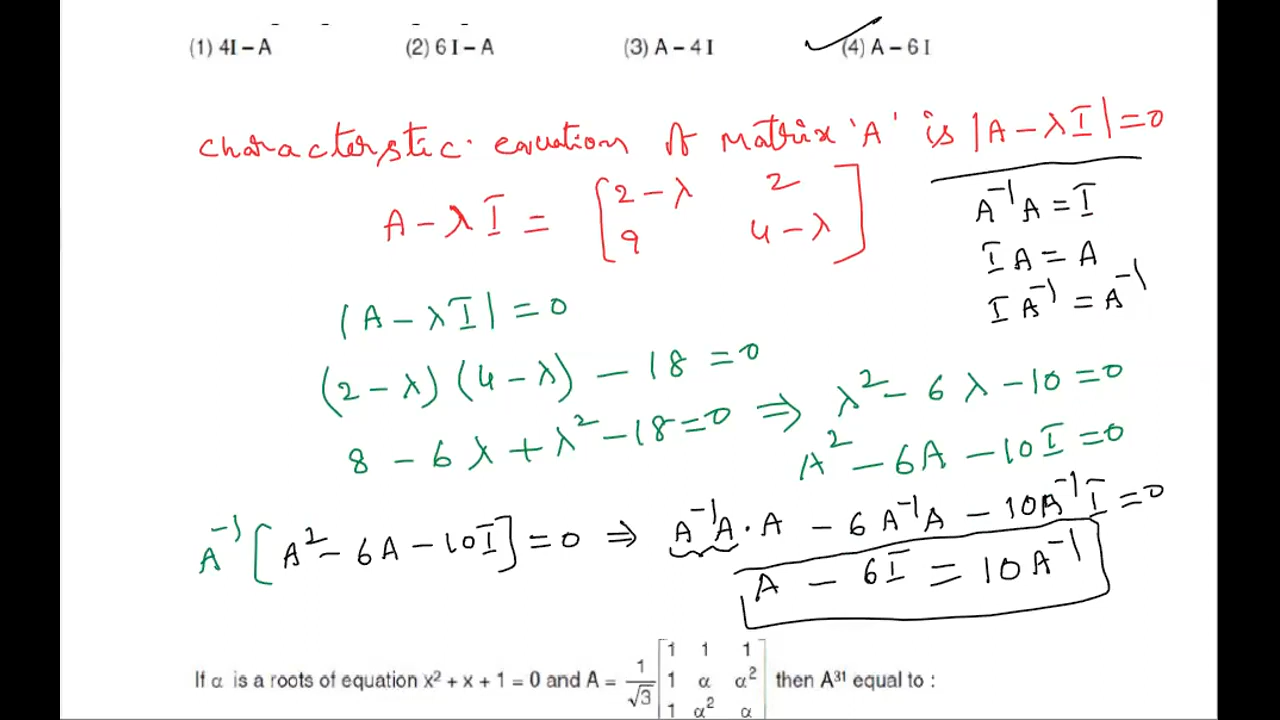 (1) 4I – A (2) 6 I – A (3) A – 4 I (4) A – 6 I
characterstic equation of matrix 'A' is |A – λI| = 0
A – λI = [2 – λ 2
9 4 – λ]
A⁻¹A = I
IA = A
IA⁻¹ = A⁻¹
|A – λI| = 0
(2 – λ) (4 – λ) – 18 = 0
8 – 6λ + λ² – 18 = 0 ⇒ λ² – 6λ – 10 = 0
A² – 6A – 10I = 0
A⁻¹[A² – 6A – 10I] = 0 ⇒ A⁻¹A · A – 6A⁻¹A – 10A⁻¹I = 0
A – 6I = 10A⁻¹
If α is a roots of equation x² + x + 1 = 0 and A = 1/√3 [1 1 1
1 α α²
1 α² α] then A³¹ equal to :